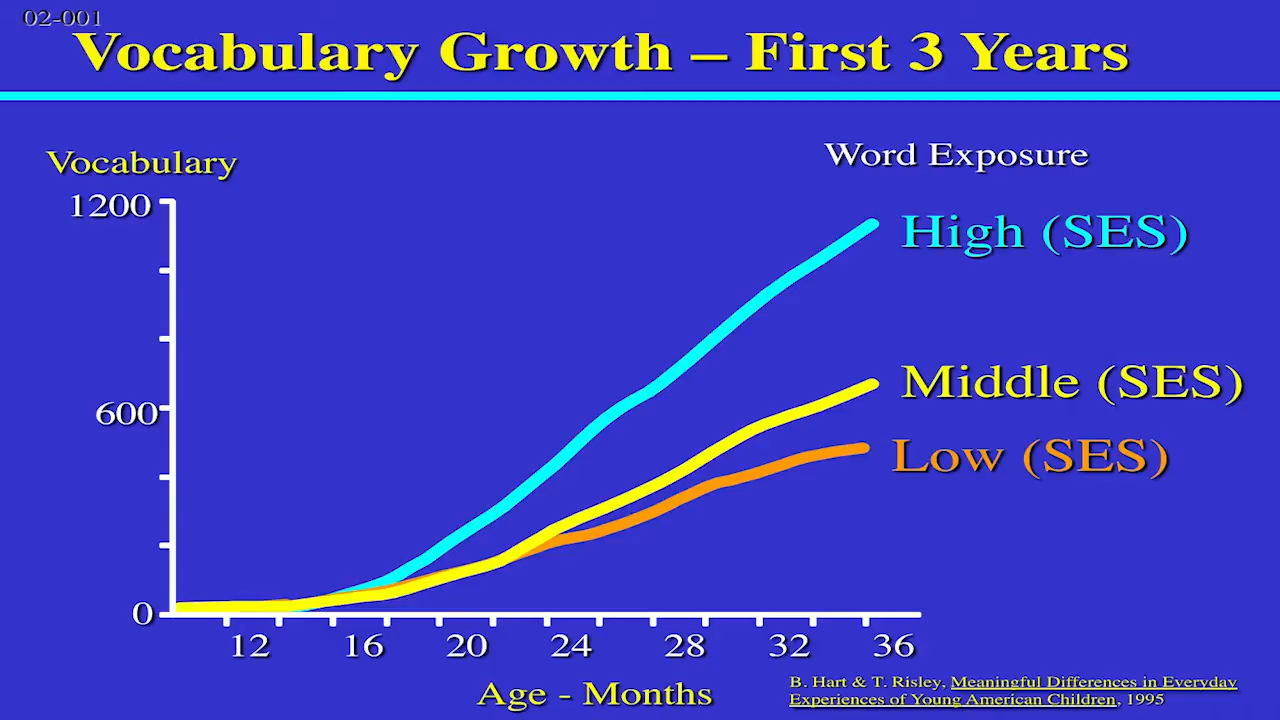 02-001
Vocabulary Growth – First 3 Years
Vocabulary
Word Exposure
1200
High (SES)
Middle (SES)
600
Low (SES)
0
12 16 20 24 28 32 36
Age - Months
B. Hart & T. Risley, Meaningful Differences in Everyday
Experiences of Young American Children, 1995